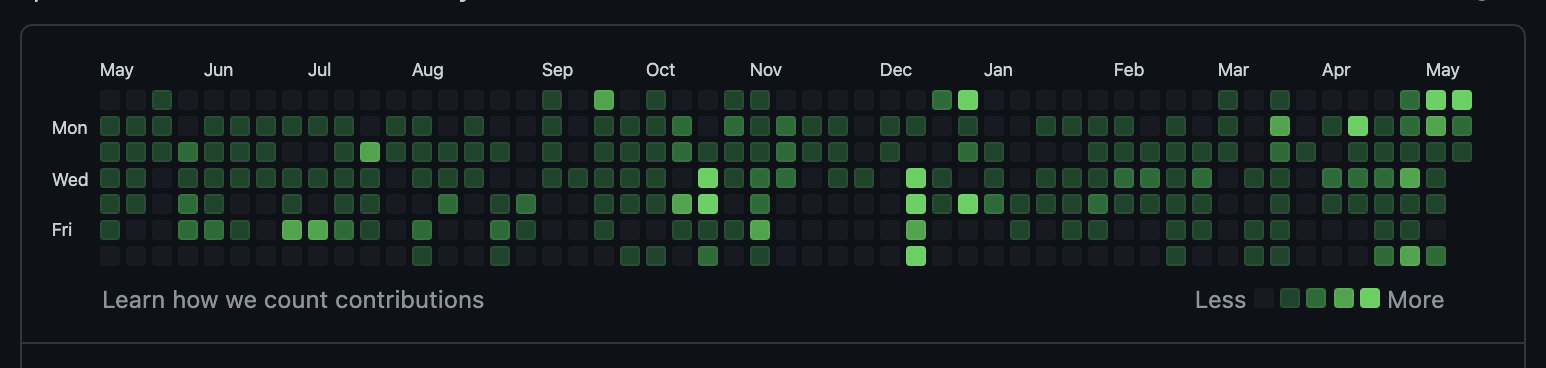 May Jun Jul Aug Sep Oct Nov Dec Jan Feb Mar Apr May
Mon
Wed
Fri
Learn how we count contributions
Less More